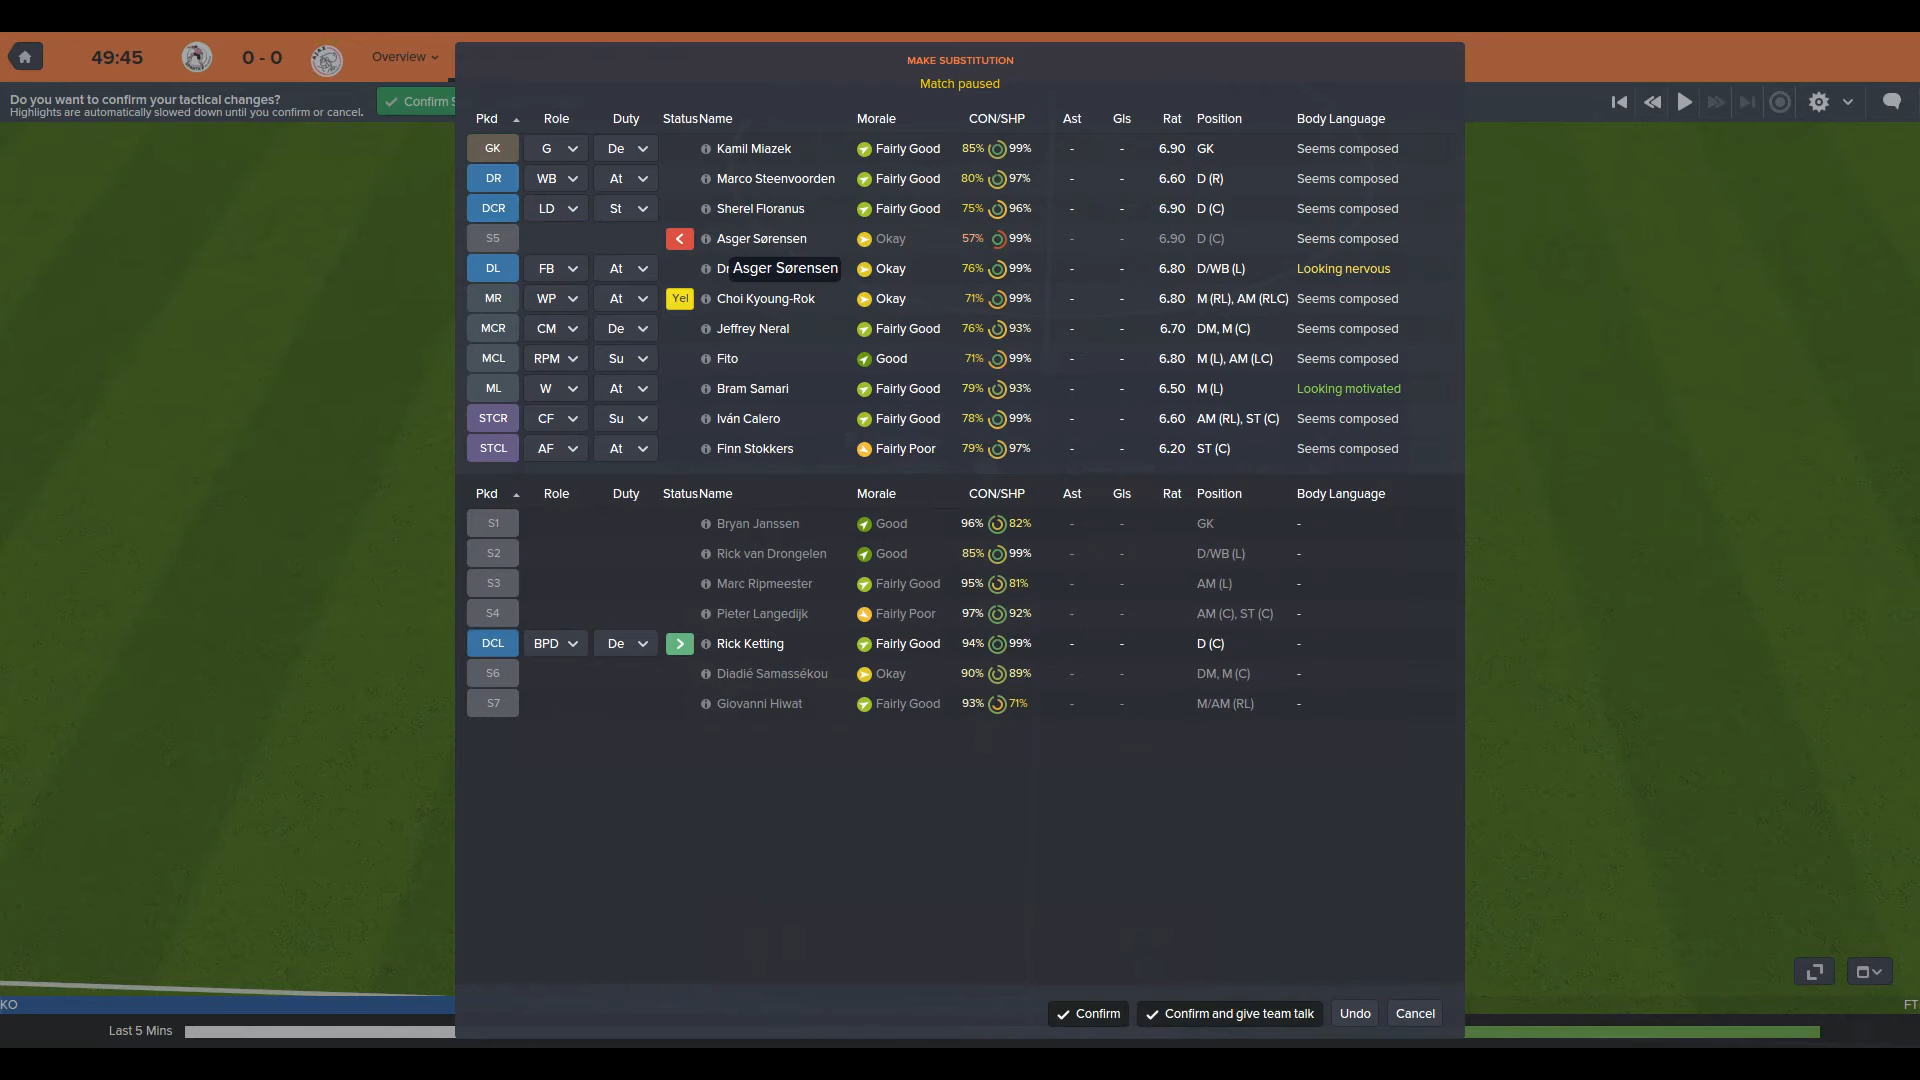 49:45 0 - 0 Overview
MAKE SUBSTITUTION
Match paused
Do you want to confirm your tactical changes?
Highlights are automatically slowed down until you confirm or cancel.
Confirm
Pkd Role Duty Status Name Morale CON/SHP Ast Gls Rat Position Body Language
GK G De Kamil Miazek Fairly Good 85% 99% - - 6.90 GK Seems composed
DR WB At Marco Steenvoorden Fairly Good 80% 97% - - 6.60 D (R) Seems composed
DCR LD St Sherel Floranus Fairly Good 75% 96% - - 6.90 D (C) Seems composed
S5 Asger Sørensen Okay 57% 99% - - 6.90 D (C) Seems composed
DL FB At Asger Sørensen Okay 76% 99% - - 6.80 D/WB (L) Looking nervous
MR WP At Yel Choi Kyoung-Rok Okay 71% 99% - - 6.80 M (RL), AM (RLC) Seems composed
MCR CM De Jeffrey Neral Fairly Good 76% 93% - - 6.70 DM, M (C) Seems composed
MCL RPM Su Fito Good 71% 99% - - 6.80 M (L), AM (LC) Seems composed
ML W At Bram Samari Fairly Good 79% 93% - - 6.50 M (L) Looking motivated
STCR CF Su Iván Calero Fairly Good 78% 99% - - 6.60 AM (RL), ST (C) Seems composed
STCL AF At Finn Stokkers Fairly Poor 79% 97% - - 6.20 ST (C) Seems composed
Pkd Role Duty Status Name Morale CON/SHP Ast Gls Rat Position Body Language
S1 Bryan Janssen Good 96% 82% - - GK -
S2 Rick van Drongelen Good 85% 99% - - D/WB (L) -
S3 Marc Ripmeester Fairly Good 95% 81% - - AM (L) -
S4 Pieter Langedijk Fairly Poor 97% 92% - - AM (C), ST (C) -
DCL BPD De Rick Ketting Fairly Good 94% 99% - - D (C) -
S6 Diadié Samassékou Okay 90% 89% - - DM, M (C) -
S7 Giovanni Hiwat Fairly Good 93% 71% - - M/AM (RL) -
KO FT
Confirm Confirm and give team talk Undo Cancel
Last 5 Mins